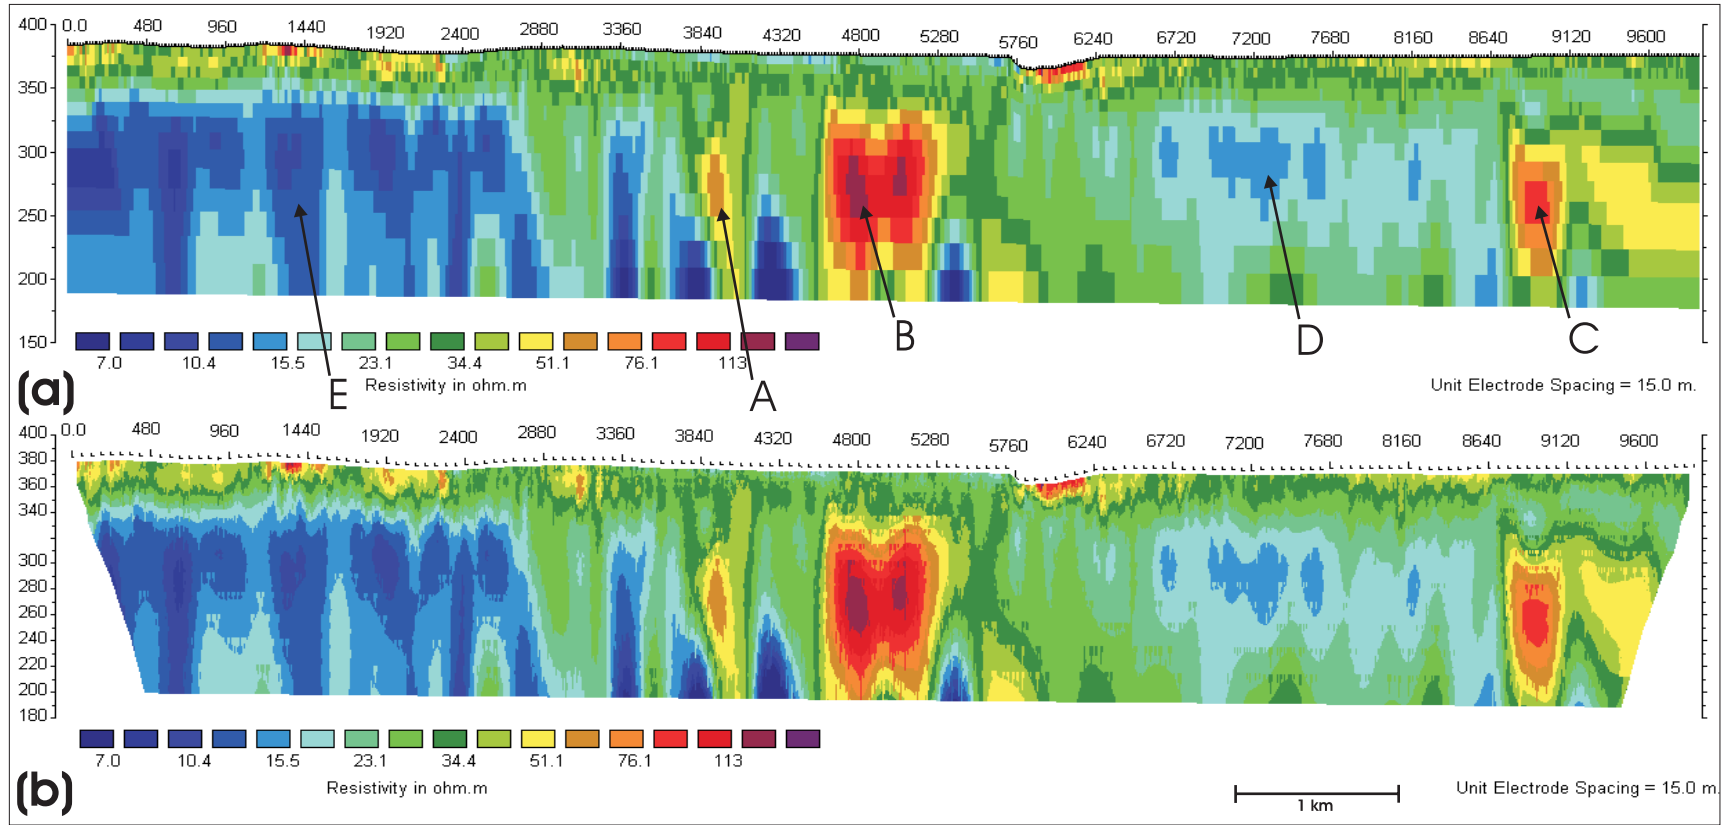 400 0.0 480 960 1440 1920 2400 2880 3360 3840 4320 4800 5280 5760 6240 6720 7200 7680 8160 8640 9120 9600
350
300
250
200
150
7.0 10.4 15.5 23.1 34.4 51.1 76.1 113
Resistivity in ohm.m
Unit Electrode Spacing = 15.0 m.
E A B D C
(a)
400 0.0 480 960 1440 1920 2400 2880 3360 3840 4320 4800 5280 5760 6240 6720 7200 7680 8160 8640 9120 9600
380
360
340
300
280
260
240
220
200
180
7.0 10.4 15.5 23.1 34.4 51.1 76.1 113
Resistivity in ohm.m
Unit Electrode Spacing = 15.0 m.
1 km
(b)